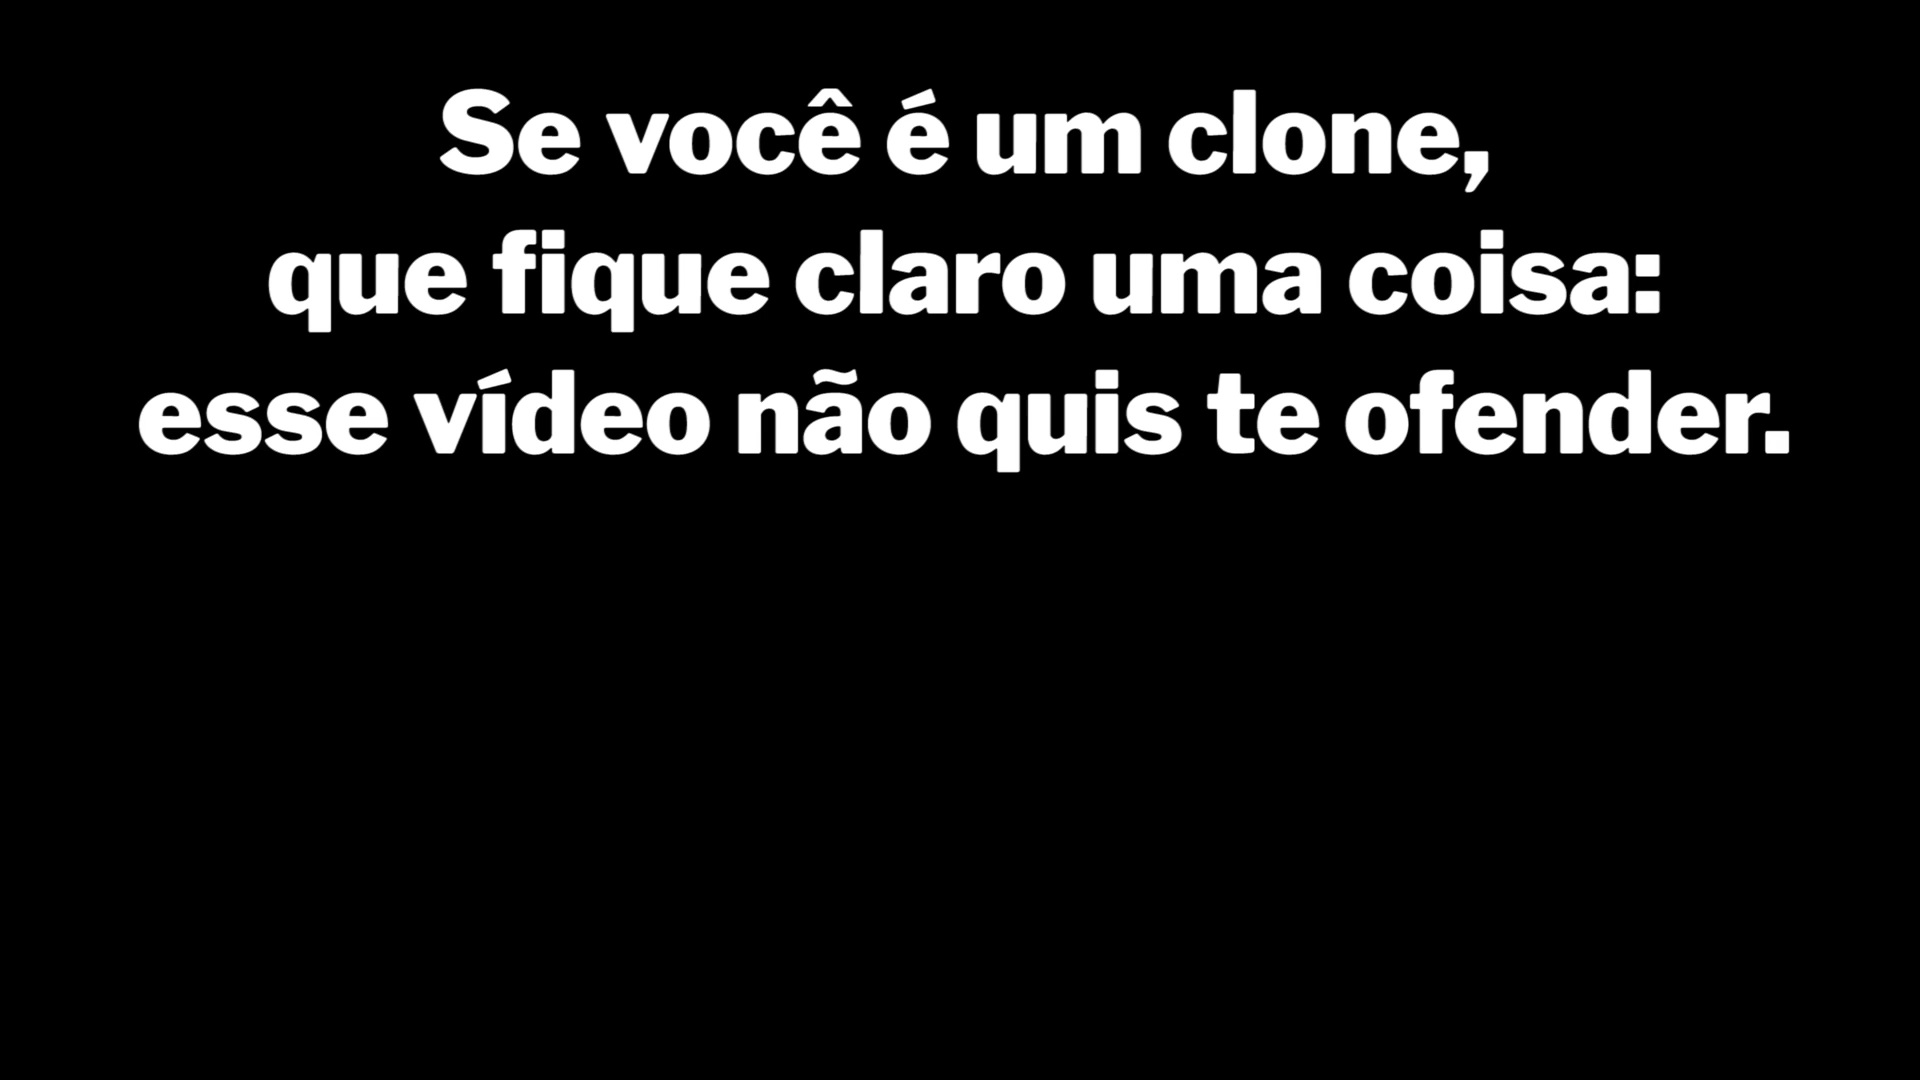 Se você é um clone,
que fique claro uma coisa:
esse vídeo não quis te ofender.